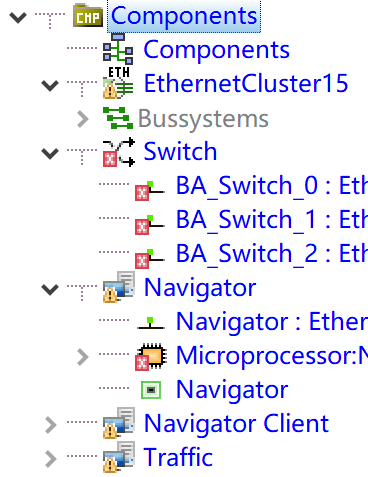 CMP Components
Components
ETH EthernetCluster15
Bussystems
Switch
BA_Switch_0 : Eth
BA_Switch_1 : Eth
BA_Switch_2 : Eth
Navigator
Navigator : Ether
Microprocessor:N
Navigator
Navigator Client
Traffic